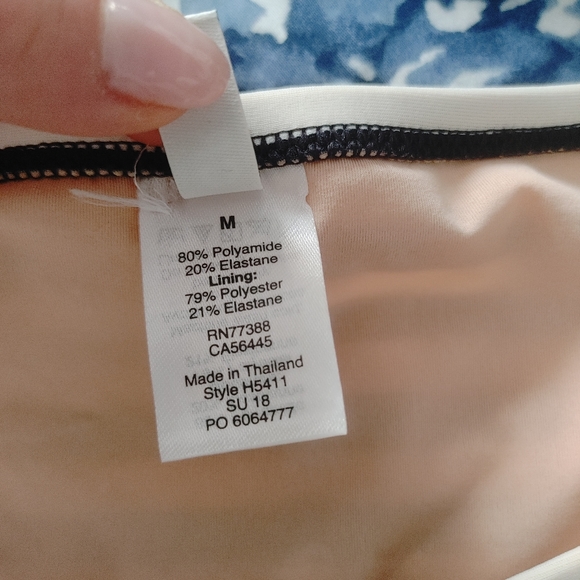 M
80% Polyamide
20% Elastane
Lining:
79% Polyester
21% Elastane
RN77388
CA56445
Made in Thailand
Style H5411
SU 18
PO 6064777